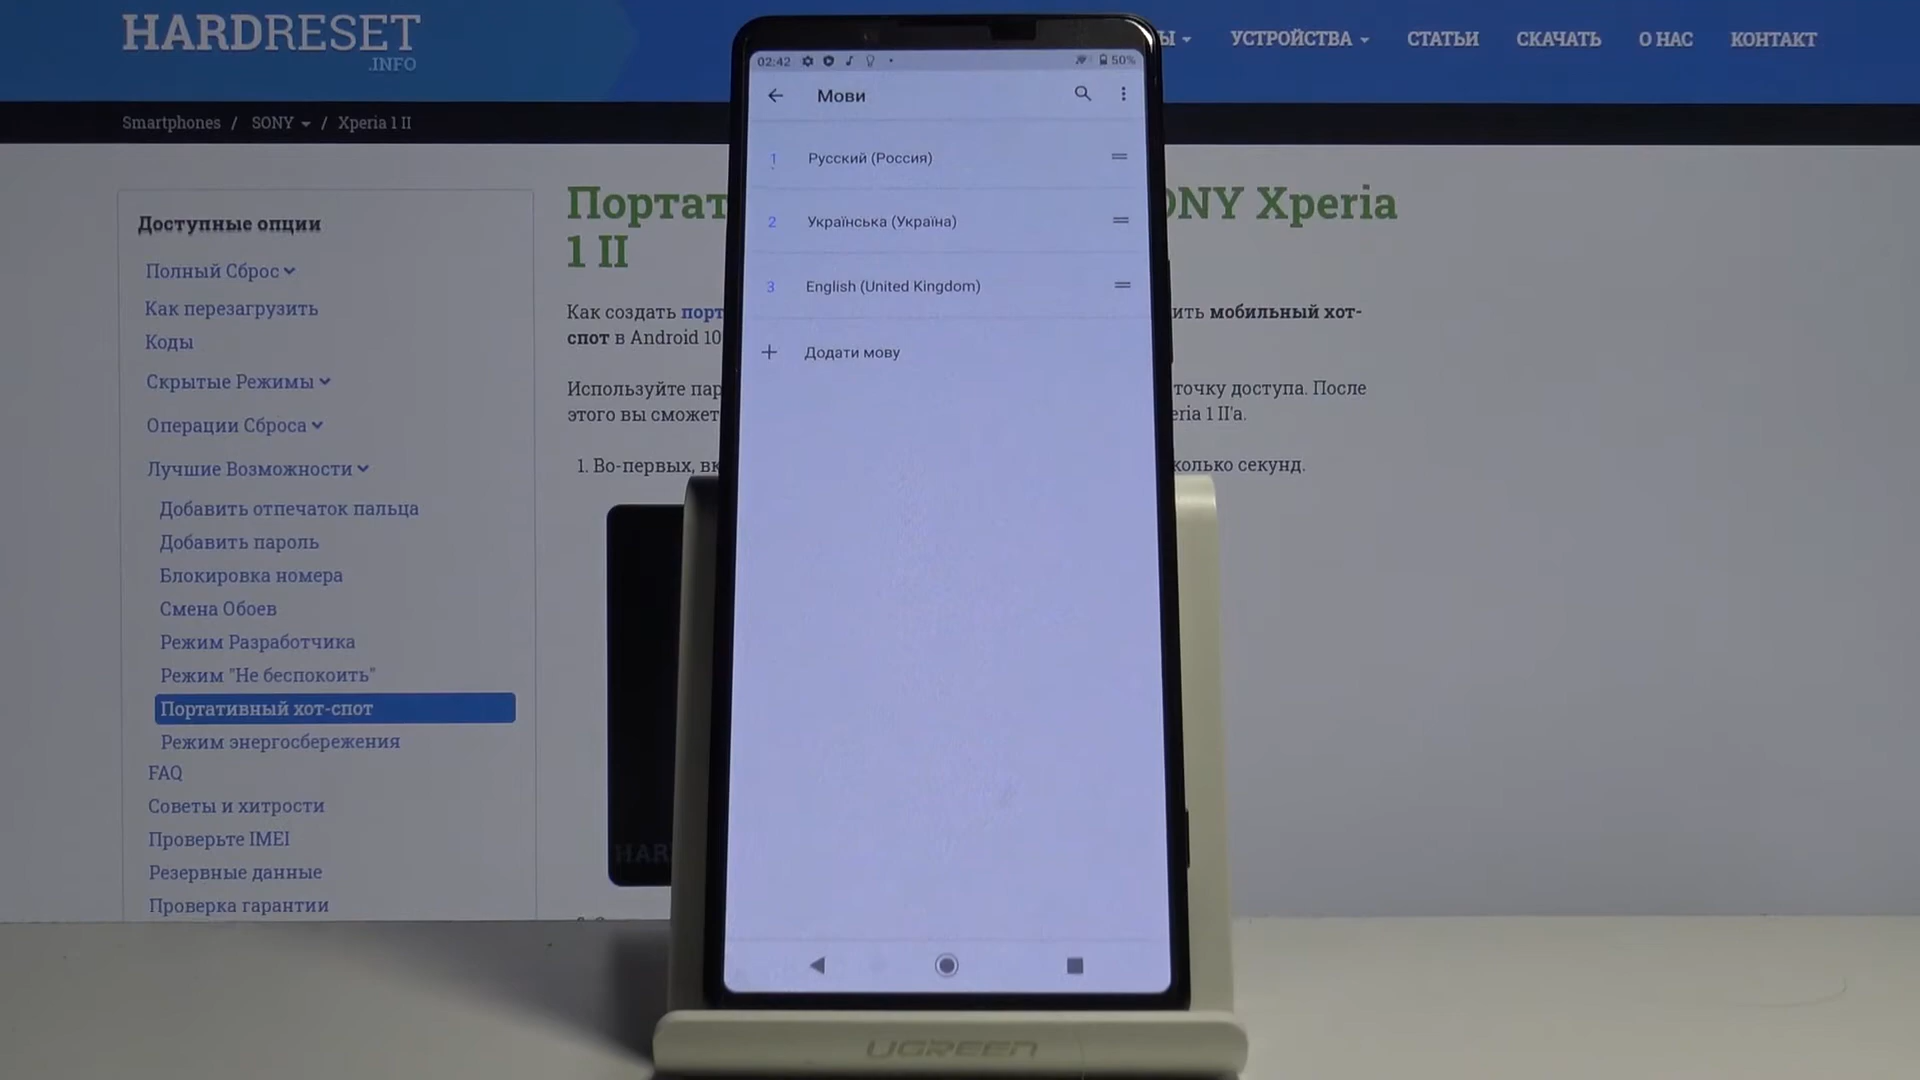 HARDRESET
.INFO
Ы
УСТРОЙСТВА
СТАТЬИ
СКАЧАТЬ
О НАС
КОНТАКТ
Smartphones / SONY / Xperia 1 II
Доступные опции
Полный Сброс
Как перезагрузить
Коды
Скрытые Режимы
Операции Сброса
Лучшие Возможности
Добавить отпечаток пальца
Добавить пароль
Блокировка номера
Смена Обоев
Режим Разработчика
Режим "Не беспокоить"
Портативный хот-спот
Режим энергосбережения
FAQ
Советы и хитрости
Проверьте IMEI
Резервные данные
Проверка гарантии
Портат ONY Xperia
1 II
Как создать порт ить мобильный хот-
спот в Android 10
Используйте пар точку доступа. После
этого вы сможет eria 1 II'а.
1. Во-первых, вк колько секунд.
HAR
02:42
50%
Мови
1 Русский (Россия)
2 Українська (Україна)
3 English (United Kingdom)
+ Додати мову
UGREEN